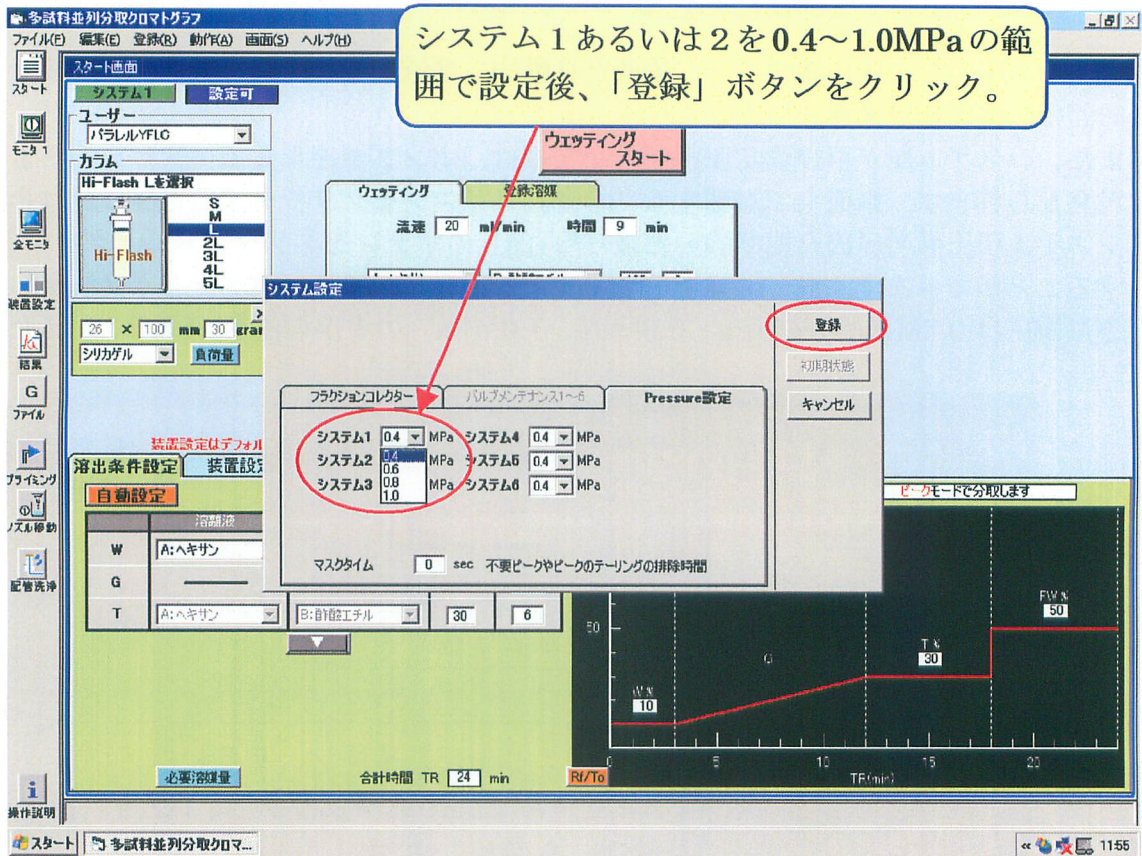 多試料並列分取クロマトグラフ
システム１あるいは２を0.4～1.0MPaの範
囲で設定後、「登録」ボタンをクリック。
ファイル(F) 編集(E) 登録(R) 動作(A) 画面(S) ヘルプ(H)
スタート
モニタ 1
全モニタ
装置設定
結果
G
ファイル
プライミング
ノズル移動
配管洗浄
操作説明
スタート画面
システム1 設定可
ユーザー
パラレルYFLC
カラム
Hi-Flash Lを選択
Hi-Flash
S
M
L
2L
3L
4L
5L
26 × 100 mm 30 gram
シリカゲル 負荷量
ウェッティング
スタート
ウェッティング 登録溶媒
流速 20 ml/min 時間 9 min
システム設定
登録
初期状態
キャンセル
フラクションコレクター バルブメンテナンス1～6 Pressure設定
システム1 0.4 MPa システム4 0.4 MPa
システム2 MPa システム5 0.4 MPa
システム3 MPa システム6 0.4 MPa
0.4
0.6
0.8
1.0
マスクタイム 0 sec 不要ピークやピークのテーリングの排除時間
装置設定はデフォル
溶出条件設定 装置設定
自動設定
溶離液
W A:ヘキサン
G
T A:ヘキサン B:酢酸エチル 30 6
必要溶媒量 合計時間 TR 24 min Rf/To
ピークモードで分取します
50
W %
10
G
T %
30
FW %
50
5 10 15 20
TR(min)
スタート 多試料並列分取クロマ... 11:55